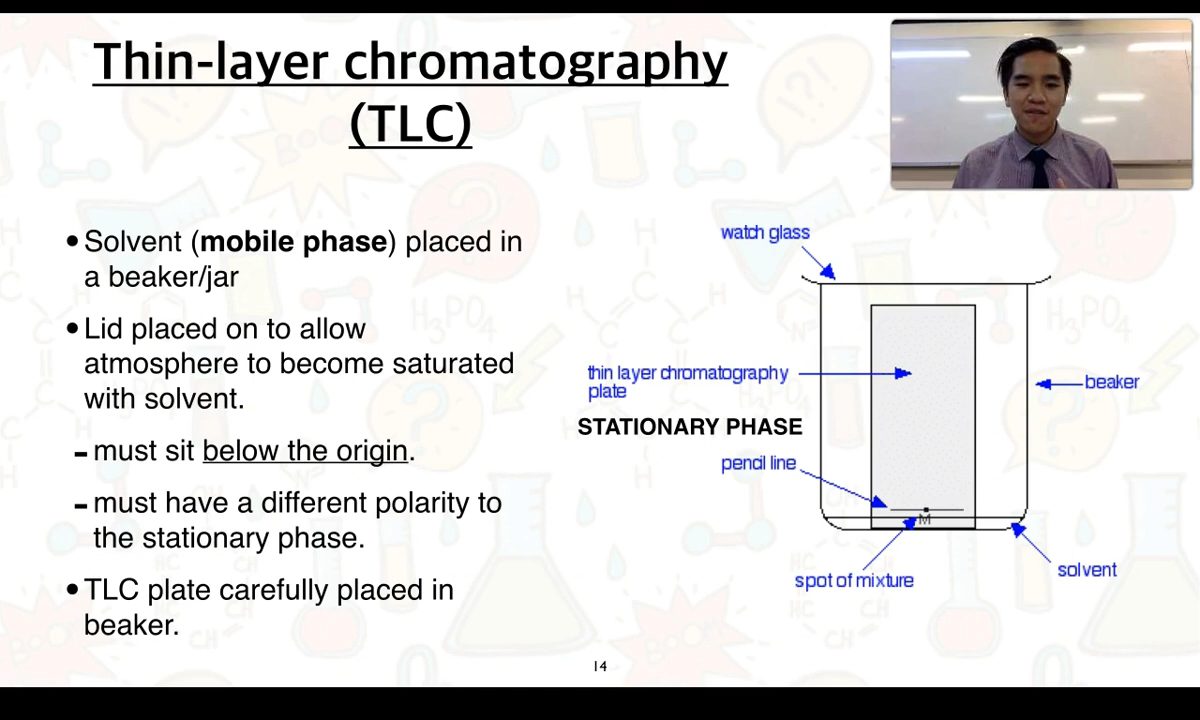 Thin-layer chromatography
(TLC)
• Solvent (mobile phase) placed in
a beaker/jar
• Lid placed on to allow
atmosphere to become saturated
with solvent.
- must sit below the origin.
- must have a different polarity to
the stationary phase.
• TLC plate carefully placed in
beaker.
watch glass
thin layer chromatography
plate
STATIONARY PHASE
beaker
pencil line
M
spot of mixture
solvent
H₃PO₄
H₃PO₄
14